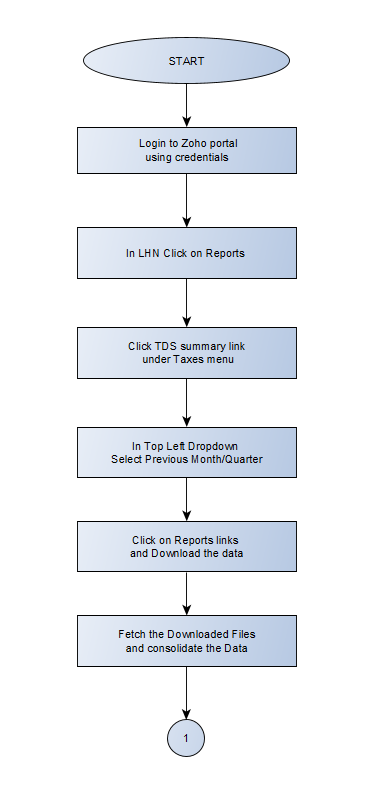 START
Login to Zoho portal
using credentials
In LHN Click on Reports
Click TDS summary link
under Taxes menu
In Top Left Dropdown
Select Previous Month/Quarter
Click on Reports links
and Download the data
Fetch the Downloaded Files
and consolidate the Data
1